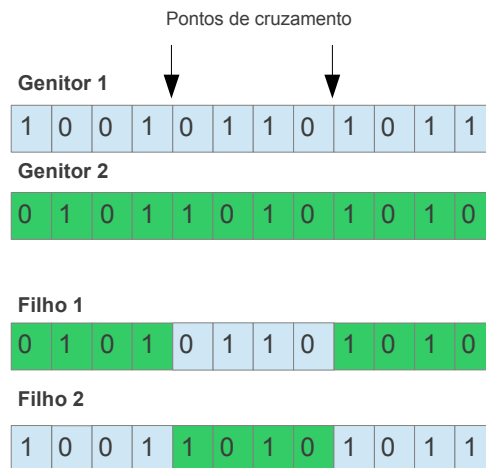 Pontos de cruzamento
Genitor 1
1 0 0 1 0 1 1 0 1 0 1 1
Genitor 2
0 1 0 1 1 0 1 0 1 0 1 0
Filho 1
0 1 0 1 0 1 1 0 1 0 1 0
Filho 2
1 0 0 1 1 0 1 0 1 0 1 1